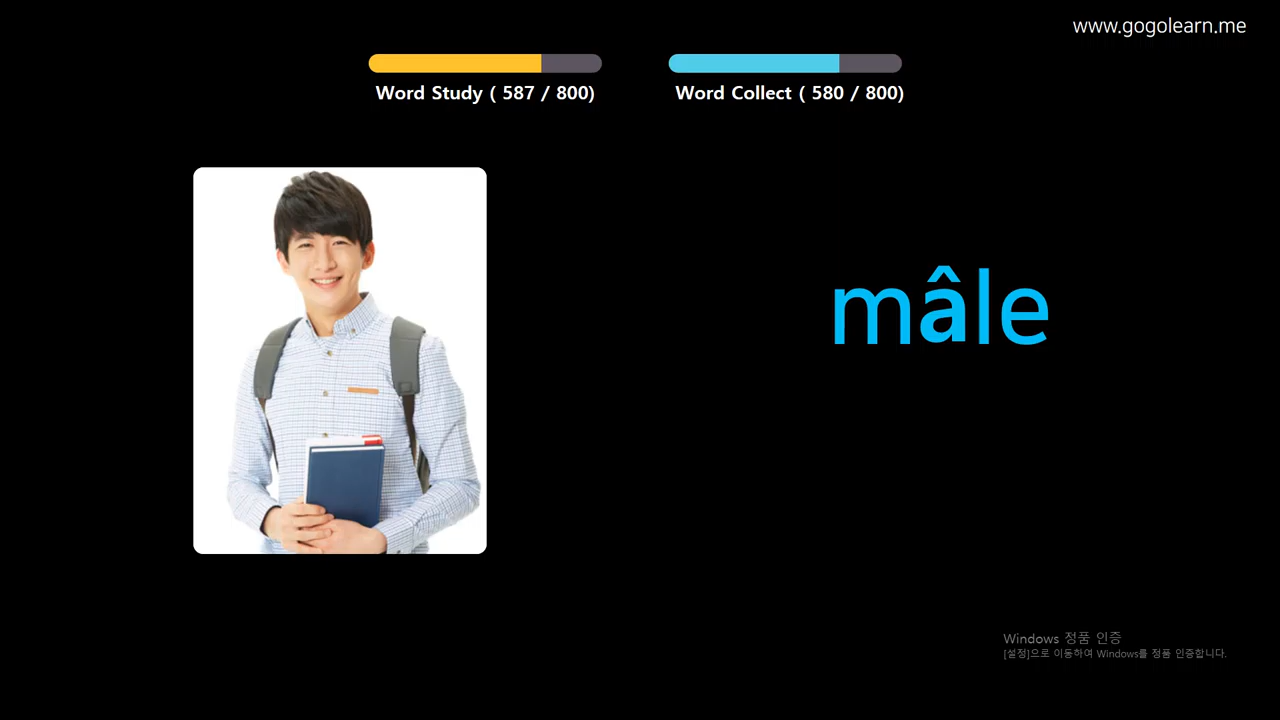 www.gogolearn.me
Word Study ( 587 / 800)
Word Collect ( 580 / 800)
mâle
Windows 정품 인증
[설정]으로 이동하여 Windows를 정품 인증합니다.